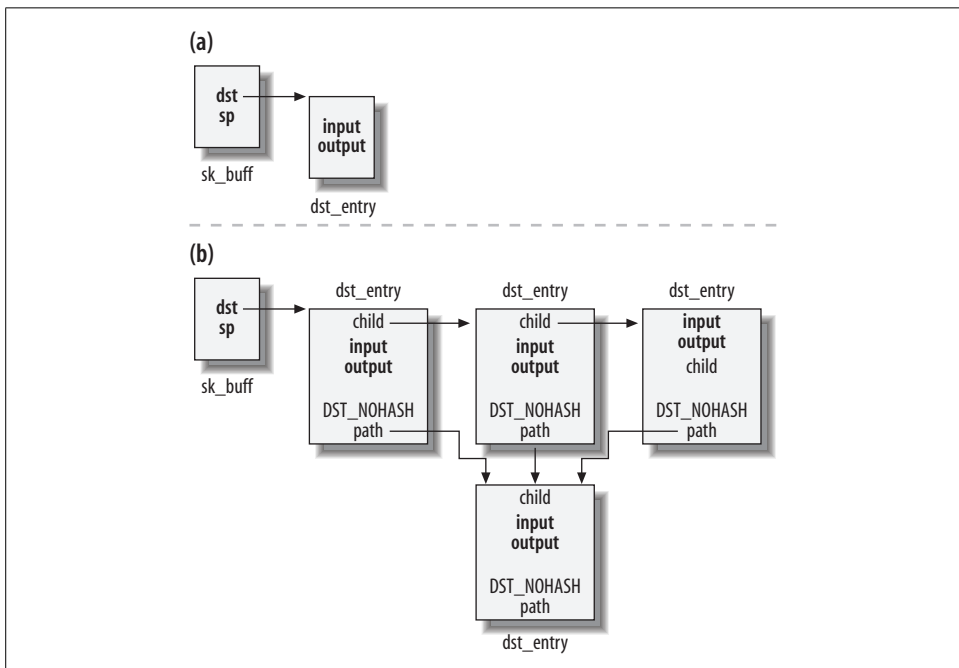 (a)
dst
sp
sk_buff
input
output
dst_entry
(b)
dst
sp
sk_buff
dst_entry
child
input
output
DST_NOHASH
path
dst_entry
child
input
output
DST_NOHASH
path
dst_entry
input
output
child
DST_NOHASH
path
child
input
output
DST_NOHASH
path
dst_entry